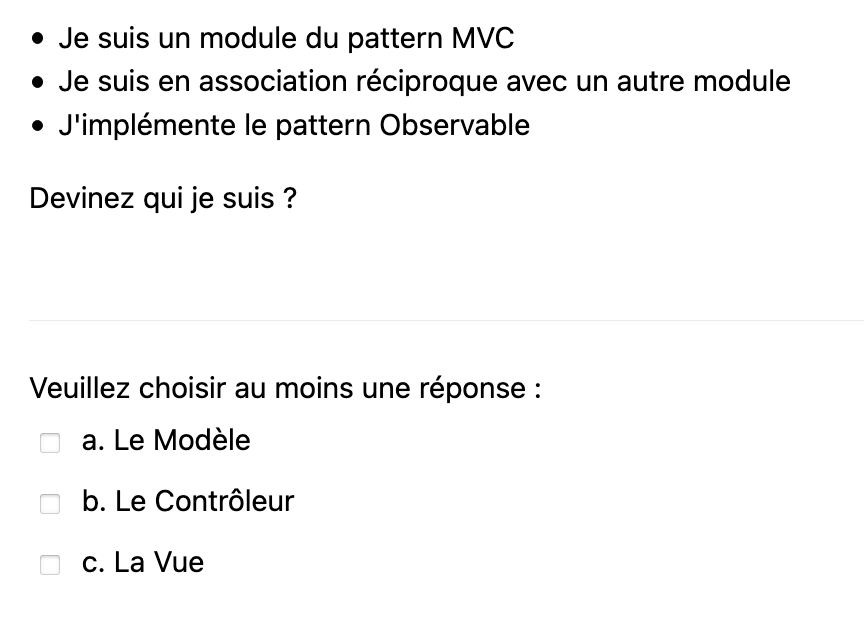 • Je suis un module du pattern MVC
• Je suis en association réciproque avec un autre module
• J'implémente le pattern Observable
Devinez qui je suis ?
Veuillez choisir au moins une réponse :
a. Le Modèle
b. Le Contrôleur
c. La Vue